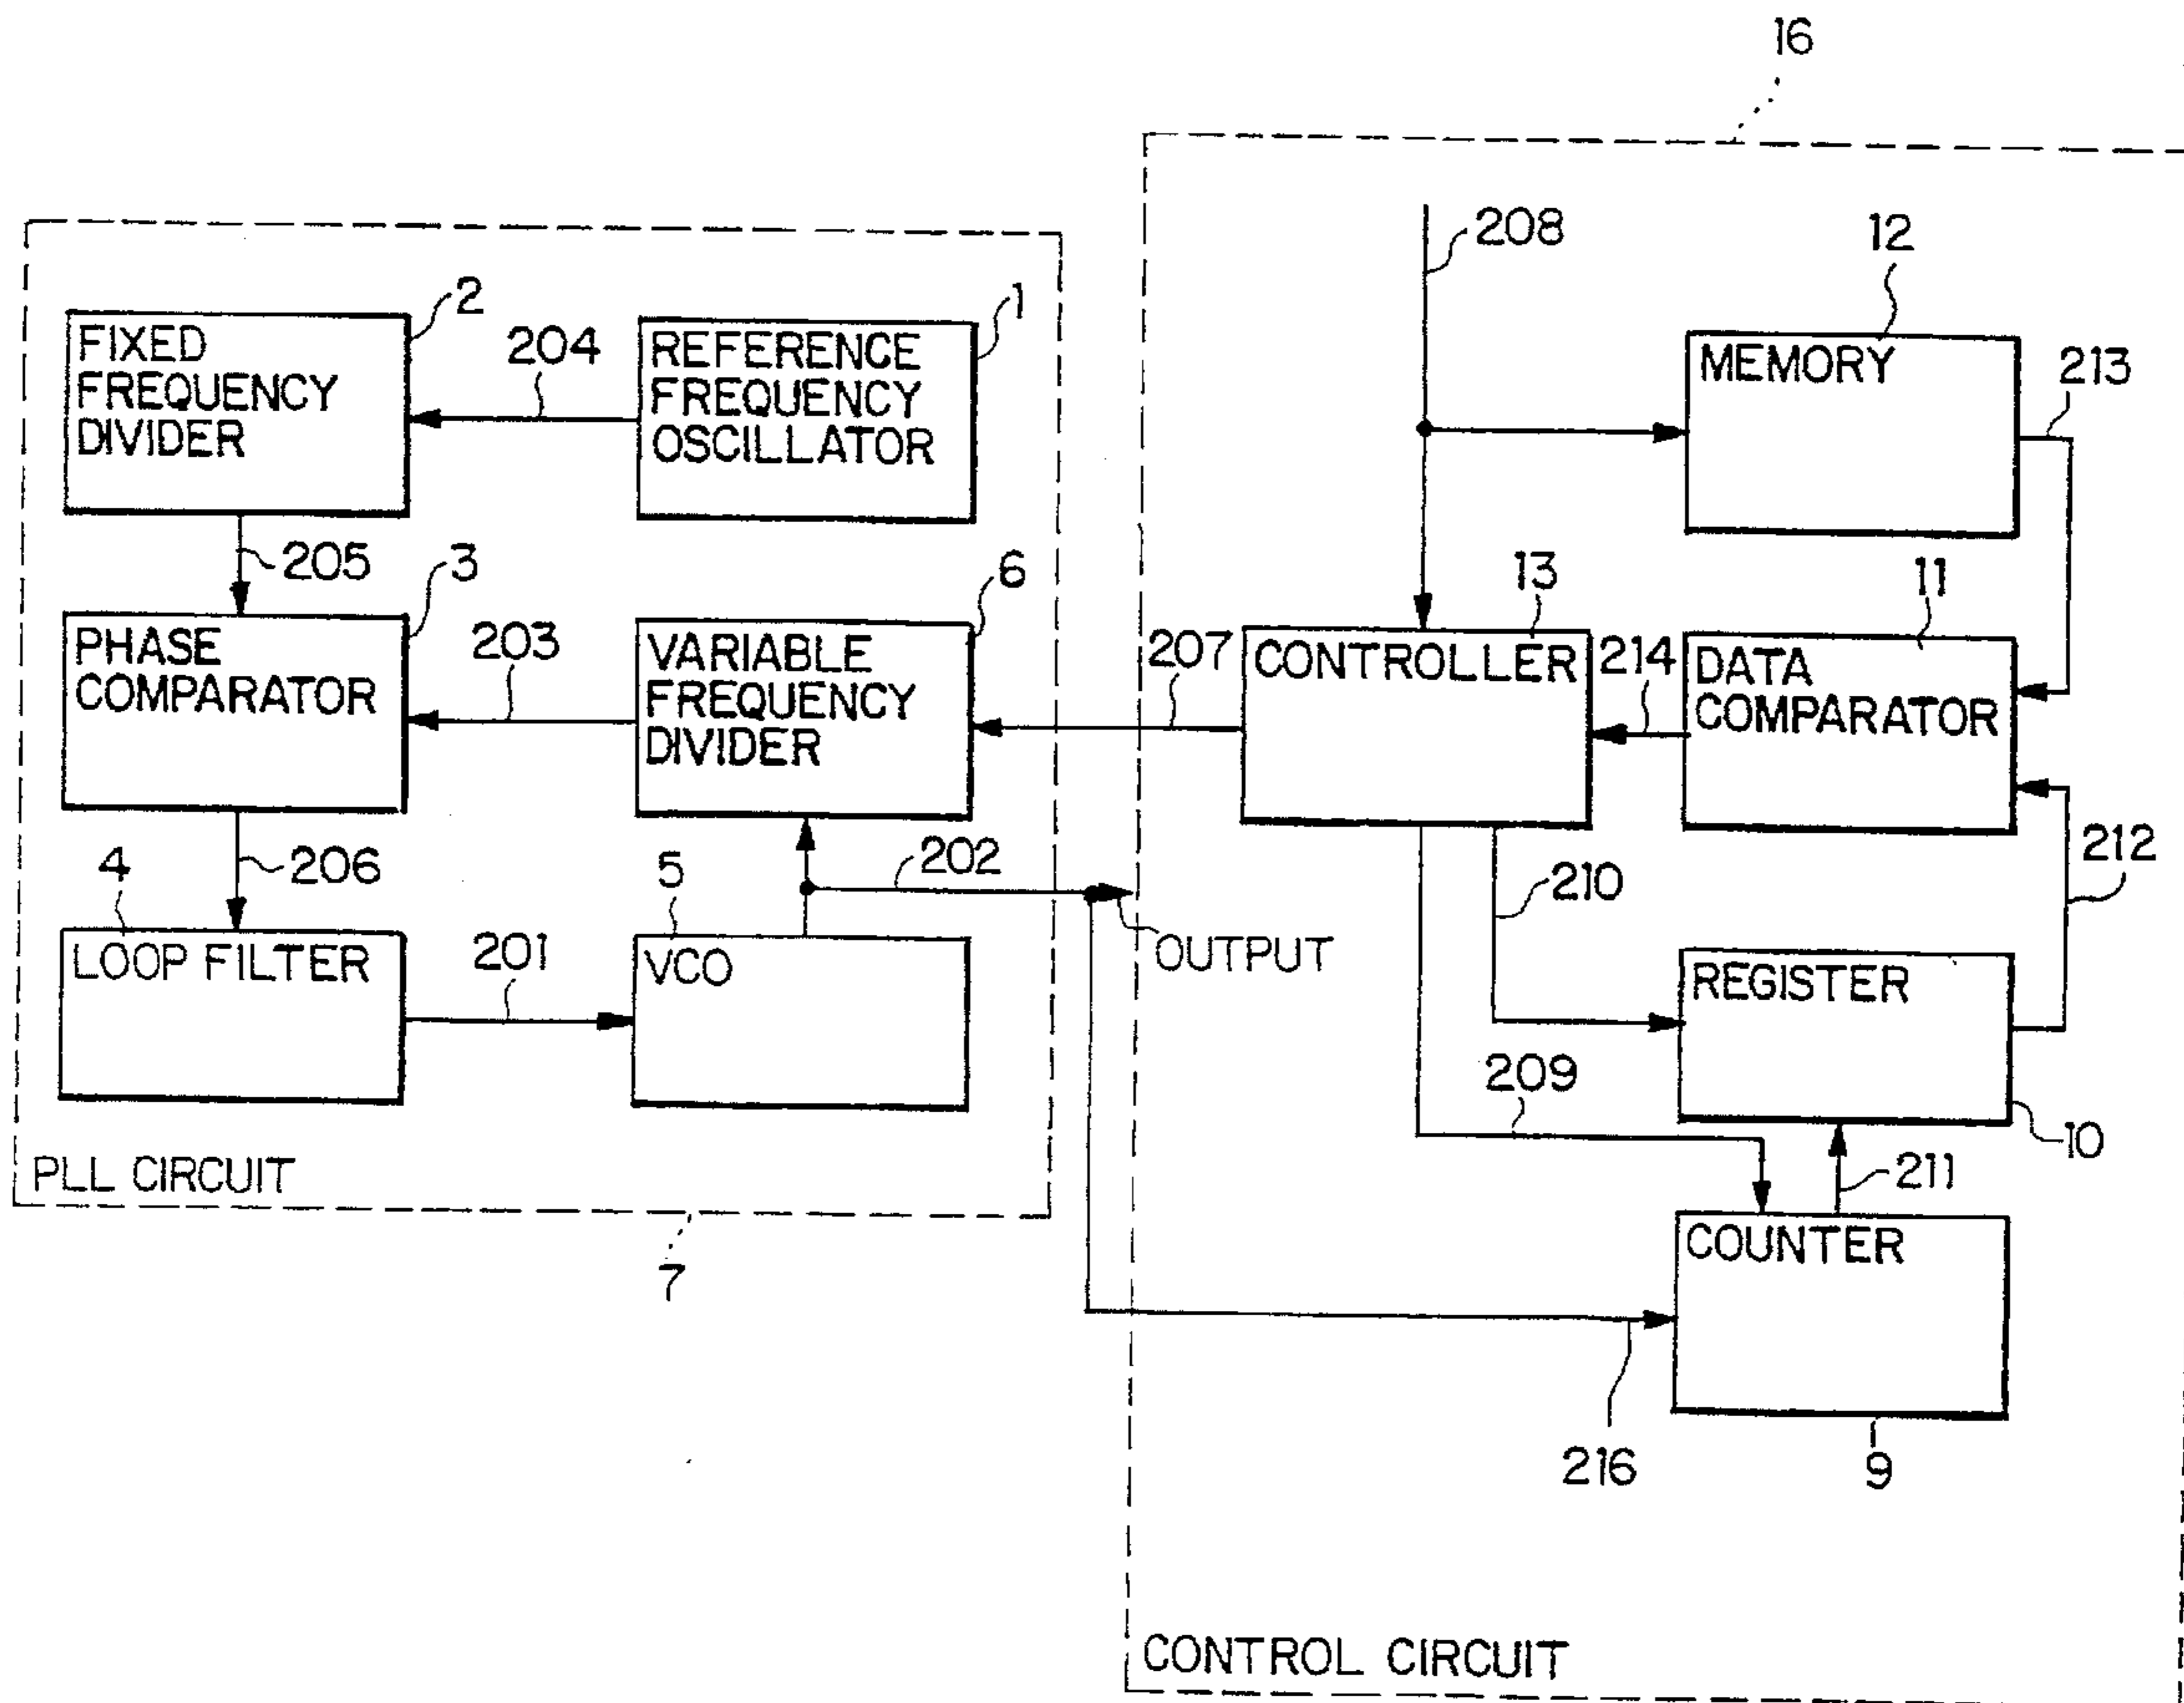 16
208
12
2
1
FIXED
FREQUENCY
DIVIDER
204
REFERENCE
FREQUENCY
OSCILLATOR
MEMORY
213
205
3
6
13
11
PHASE
COMPARATOR
203
VARIABLE
FREQUENCY
DIVIDER
207
CONTROLLER
214
DATA
COMPARATOR
206
4
5
202
210
212
LOOP FILTER
201
VCO
OUTPUT
REGISTER
209
10
PLL CIRCUIT
211
7
COUNTER
216
9
CONTROL CIRCUIT